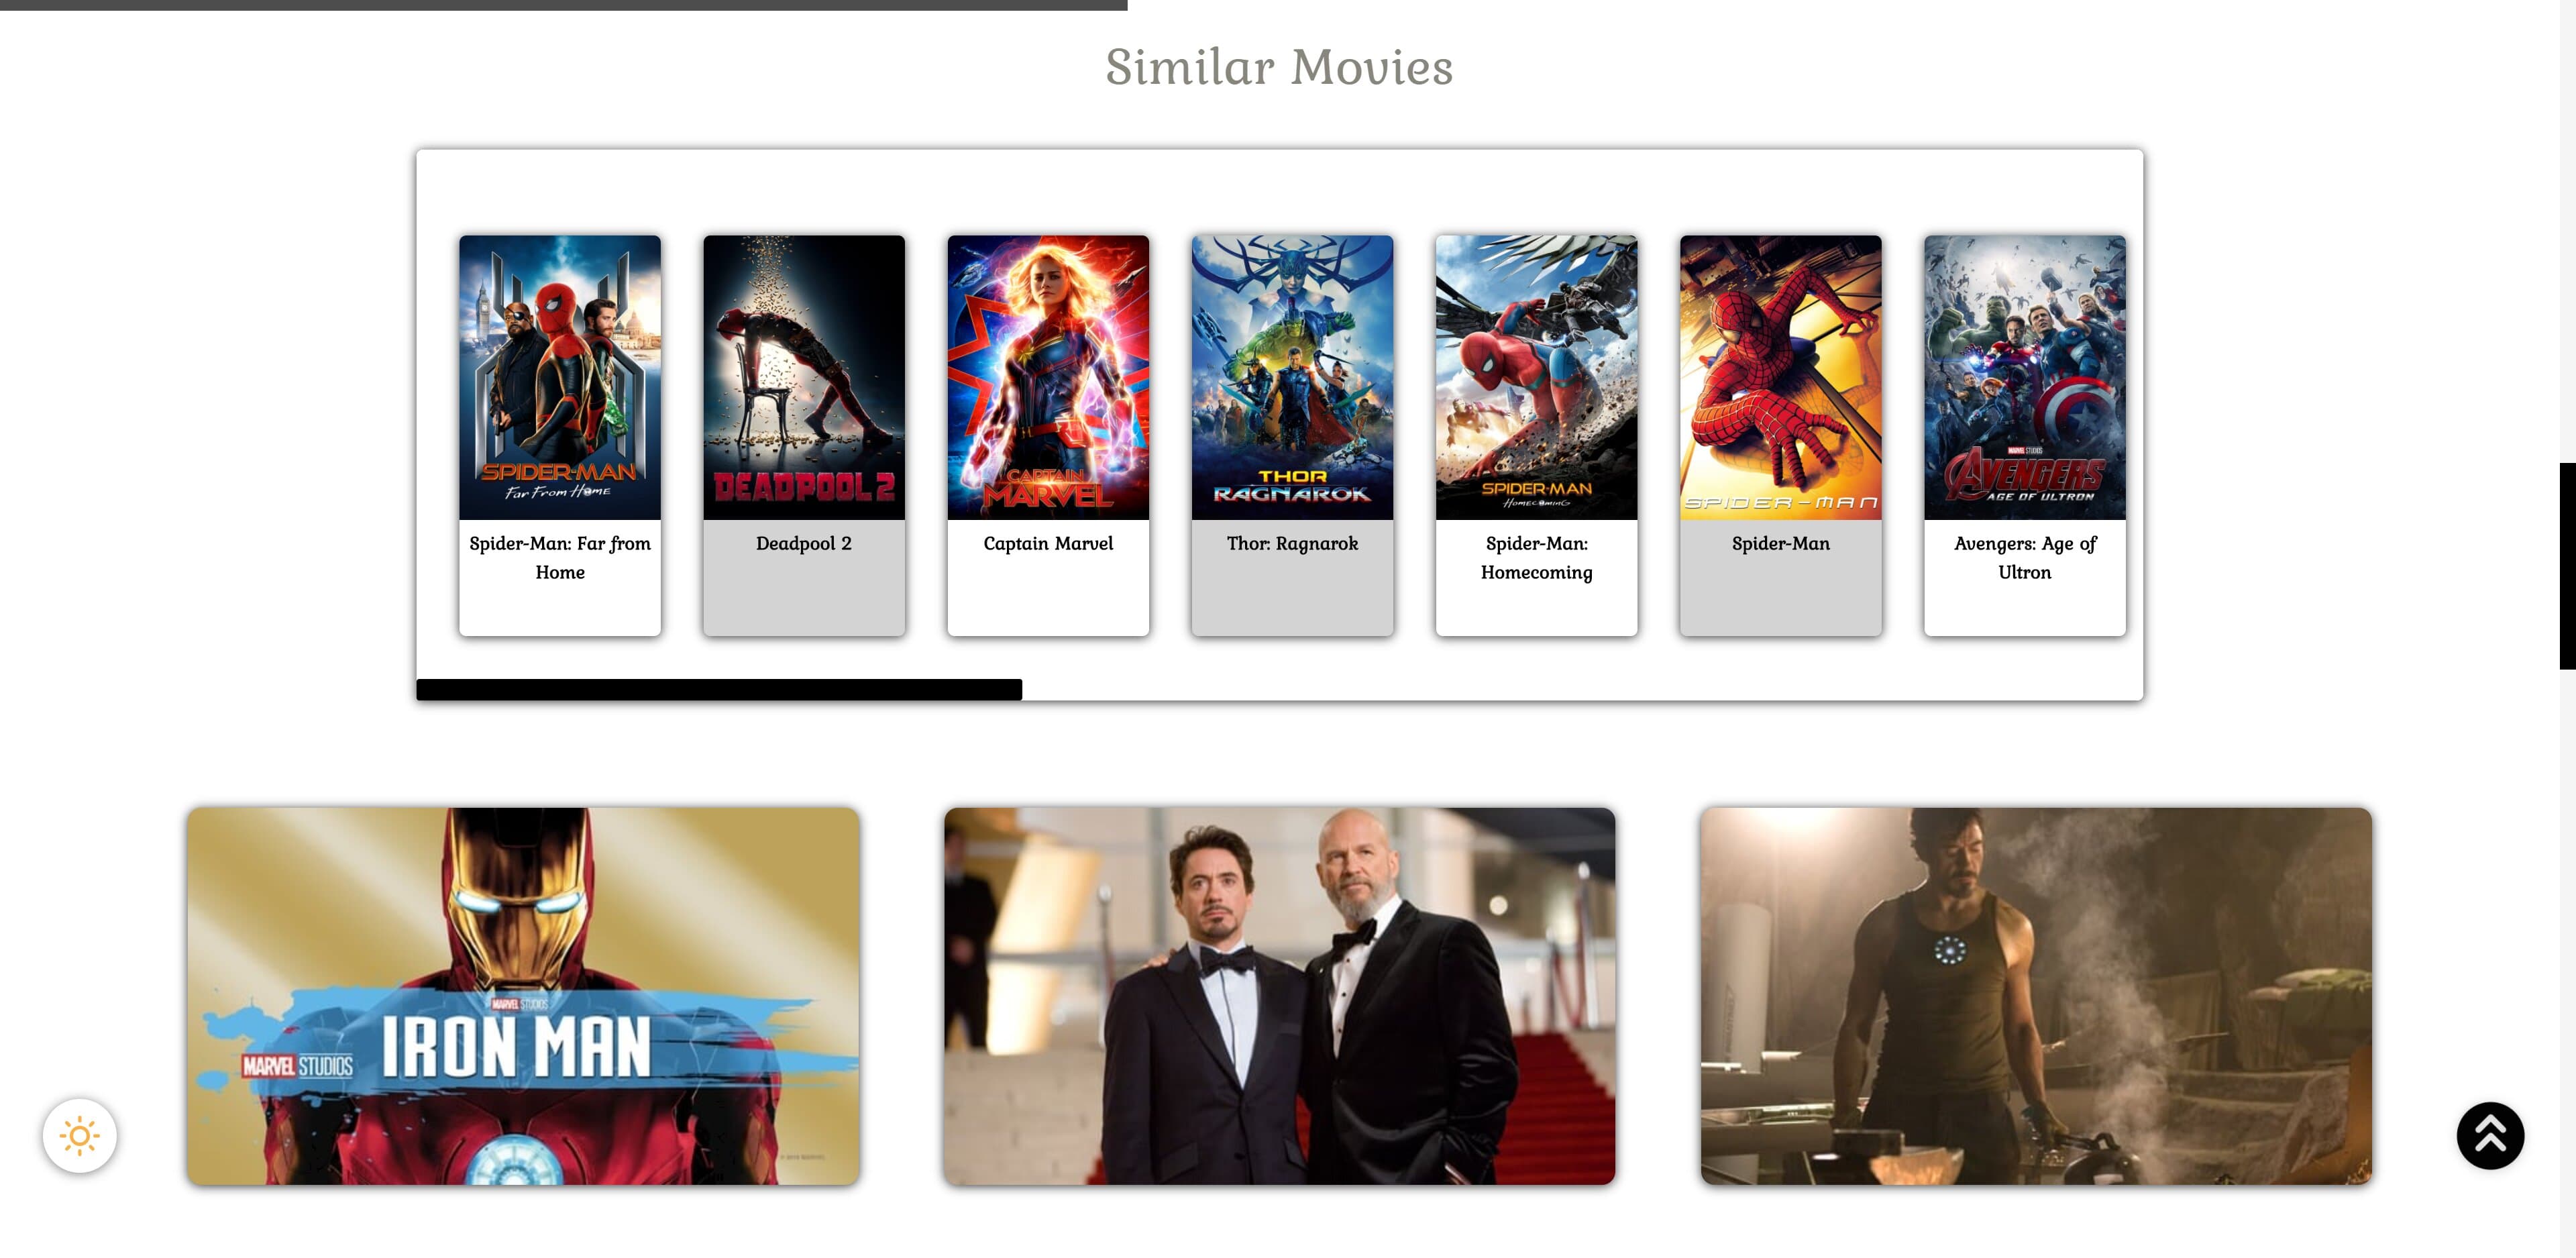 Similar Movies
SPIDER-MAN
Far From Home
DEADPOOL 2
CAPTAIN
MARVEL
THOR
RAGNAROK
SPIDER-MAN
HOMECOMING
SPIDER-MAN
MARVEL STUDIOS
AVENGERS
AGE OF ULTRON
Spider-Man: Far from
Home
Deadpool 2
Captain Marvel
Thor: Ragnarok
Spider-Man:
Homecoming
Spider-Man
Avengers: Age of
Ultron
MARVEL STUDIOS
IRON MAN
MARVEL STUDIOS